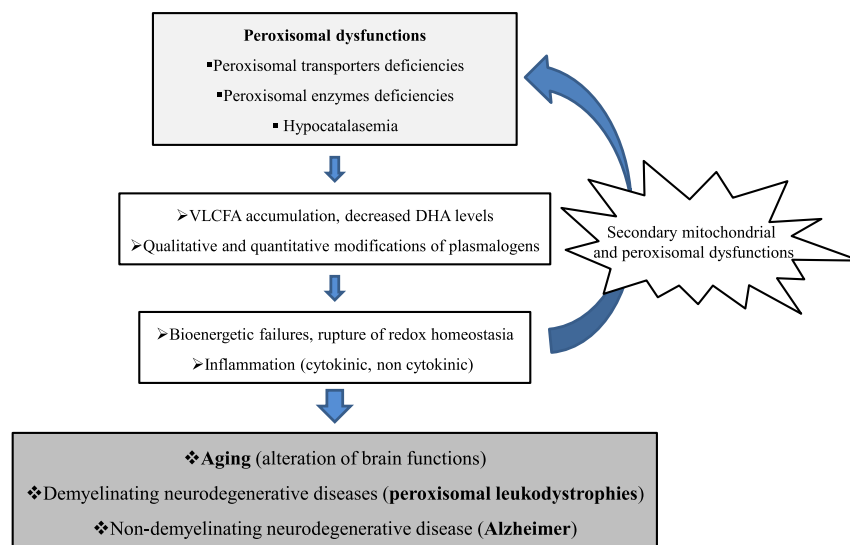 Peroxisomal dysfunctions
▪Peroxisomal transporters deficiencies
▪Peroxisomal enzymes deficiencies
▪ Hypocatalasemia
➢VLCFA accumulation, decreased DHA levels
➢Qualitative and quantitative modifications of plasmalogens
Secondary mitochondrial
and peroxisomal dysfunctions
➢Bioenergetic failures, rupture of redox homeostasia
➢Inflammation (cytokinic, non cytokinic)
❖Aging (alteration of brain functions)
❖Demyelinating neurodegenerative diseases (peroxisomal leukodystrophies)
❖Non-demyelinating neurodegenerative disease (Alzheimer)